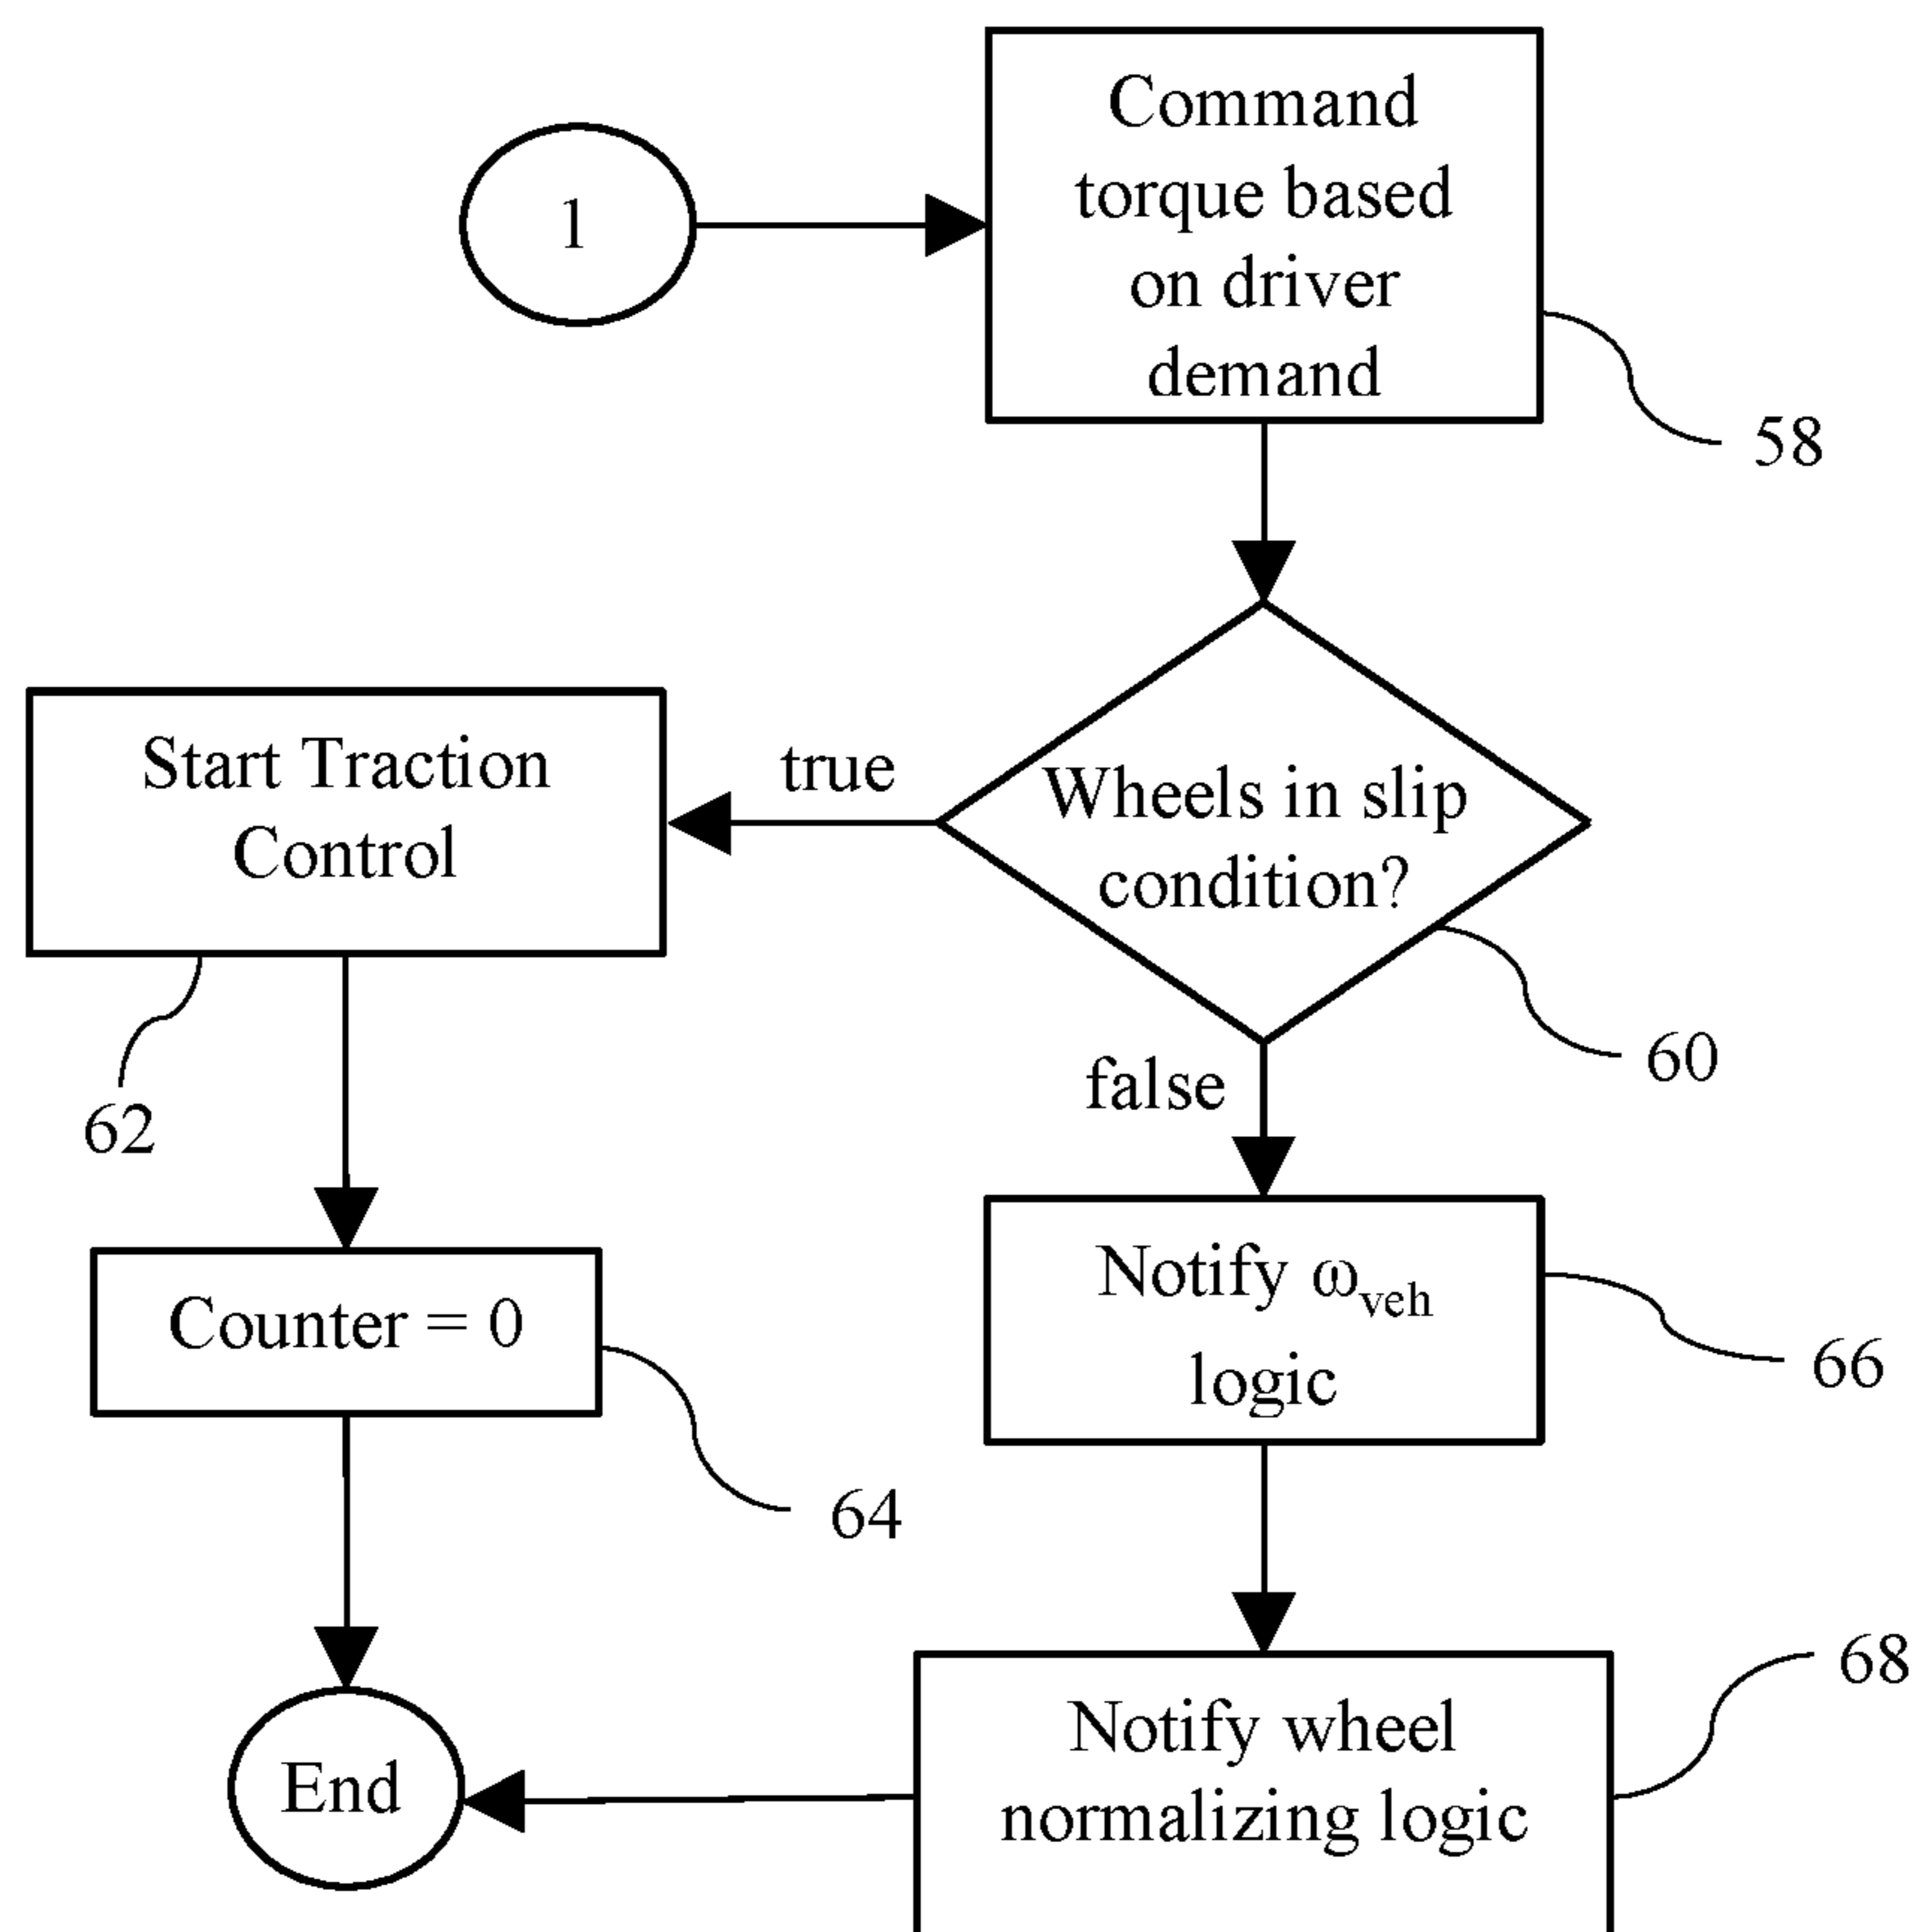 1
Command
torque based
on driver
demand
58
Wheels in slip
condition?
true
Start Traction
Control
60
62
false
Notify ωveh
logic
66
Counter = 0
64
68
Notify wheel
normalizing logic
End